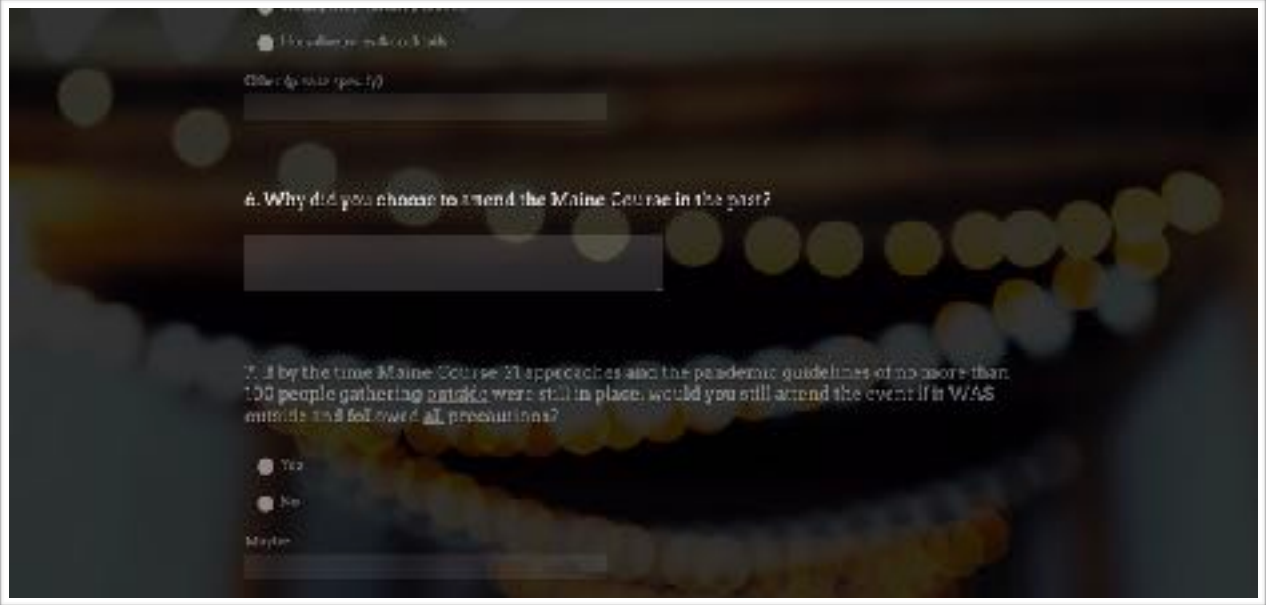 Other (please specify)
6. Why did you choose to attend the Maine Course in the past?
7. If by the time Maine Course 21 approaches and the pandemic guidelines of no more than
100 people gathering outside were still in place, would you still attend the event if it WAS
outside and followed all precautions?
Yes
No
Maybe